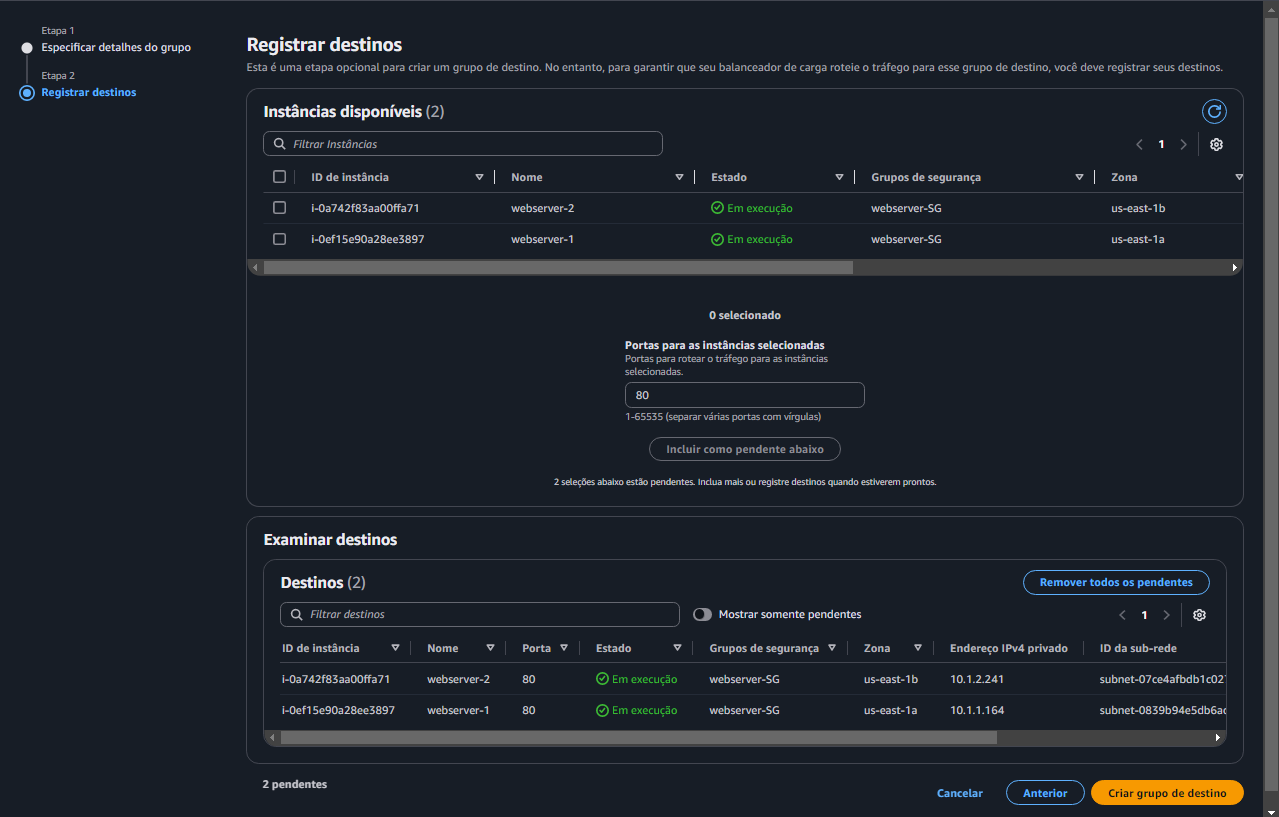 Etapa 1
Especificar detalhes do grupo
Etapa 2
Registrar destinos
Registrar destinos
Esta é uma etapa opcional para criar um grupo de destino. No entanto, para garantir que seu balanceador de carga roteie o tráfego para esse grupo de destino, você deve registrar seus destinos.
Instâncias disponíveis (2)
Filtrar Instâncias
1
ID de instância Nome Estado Grupos de segurança Zona
i-0a742f83aa00ffa71 webserver-2 Em execução webserver-SG us-east-1b
i-0ef15e90a28ee3897 webserver-1 Em execução webserver-SG us-east-1a
0 selecionado
Portas para as instâncias selecionadas
Portas para rotear o tráfego para as instâncias
selecionadas.
80
1-65535 (separar várias portas com vírgulas)
Incluir como pendente abaixo
2 seleções abaixo estão pendentes. Inclua mais ou registre destinos quando estiverem prontos.
Examinar destinos
Destinos (2)
Remover todos os pendentes
Filtrar destinos
Mostrar somente pendentes
1
ID de instância Nome Porta Estado Grupos de segurança Zona Endereço IPv4 privado ID da sub-rede
i-0a742f83aa00ffa71 webserver-2 80 Em execução webserver-SG us-east-1b 10.1.2.241 subnet-07ce4afbdb1c027
i-0ef15e90a28ee3897 webserver-1 80 Em execução webserver-SG us-east-1a 10.1.1.164 subnet-0839b94e5db6ac
2 pendentes
Cancelar
Anterior
Criar grupo de destino